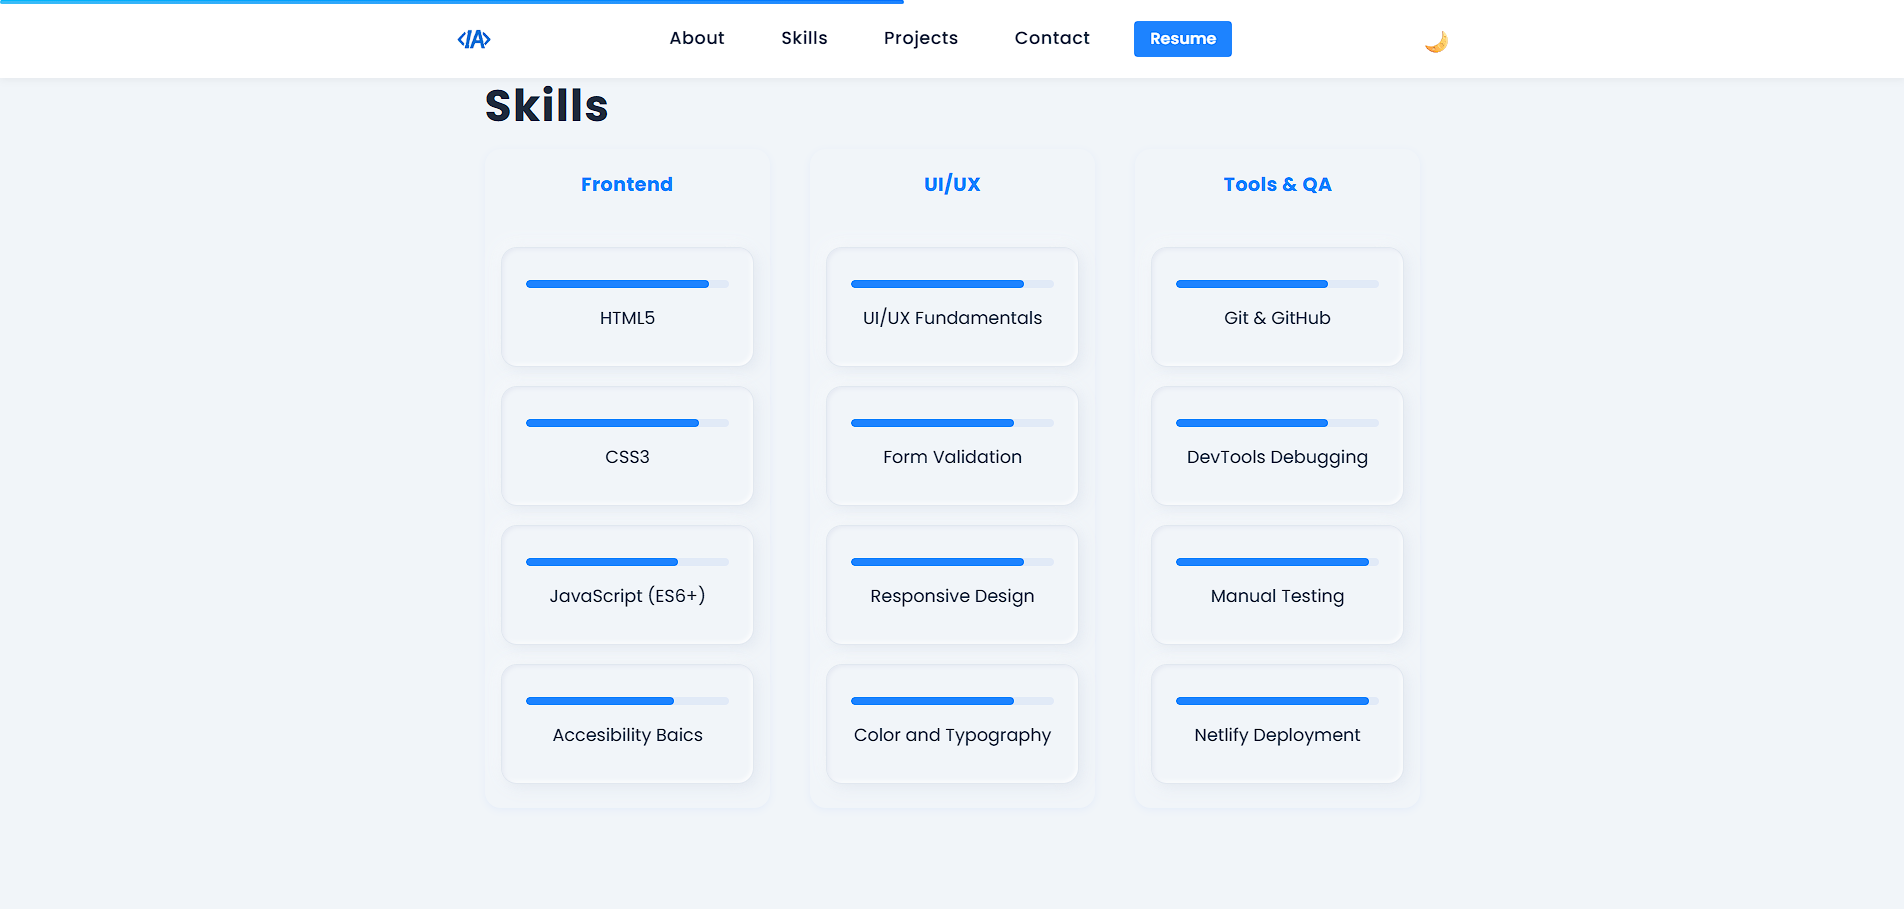 </A>
About
Skills
Projects
Contact
Resume
Skills
Frontend
HTML5
CSS3
JavaScript (ES6+)
Accesibility Baics
UI/UX
UI/UX Fundamentals
Form Validation
Responsive Design
Color and Typography
Tools & QA
Git & GitHub
DevTools Debugging
Manual Testing
Netlify Deployment